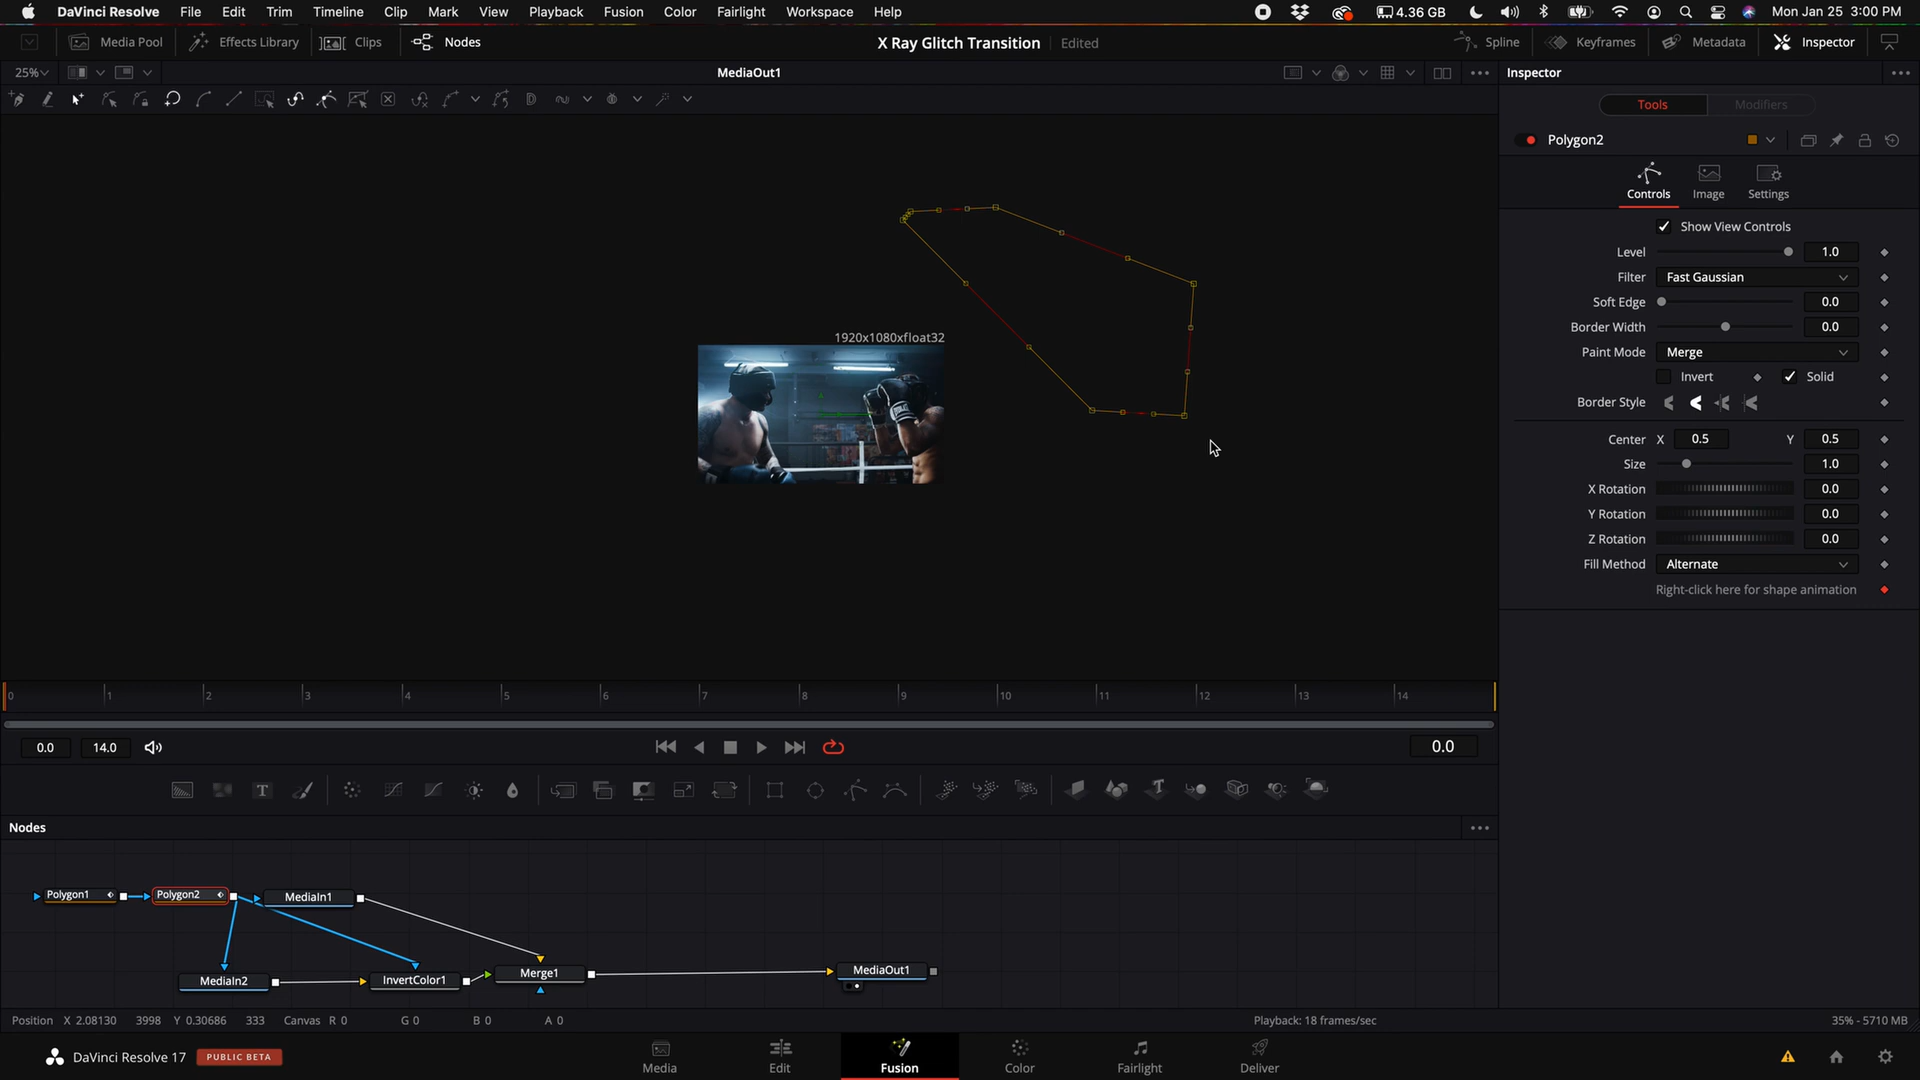 DaVinci Resolve File Edit Trim Timeline Clip Mark View Playback Fusion Color Fairlight Workspace Help 4.36 GB Mon Jan 25 3:00 PM
Media Pool Effects Library Clips Nodes X Ray Glitch Transition Edited Spline Keyframes Metadata Inspector
25% MediaOut1 Inspector
Tools Modifiers
Polygon2
Controls Image Settings
Show View Controls
Level 1.0
Filter Fast Gaussian
Soft Edge 0.0
Border Width 0.0
1920x1080xfloat32
Paint Mode Merge
Invert Solid
Border Style
Center X 0.5 Y 0.5
Size 1.0
X Rotation 0.0
Y Rotation 0.0
Z Rotation 0.0
Fill Method Alternate
Right-click here for shape animation
0 1 2 3 4 5 6 7 8 9 10 11 12 13 14
0.0 14.0 0.0
T T
Nodes
Polygon1 Polygon2 MediaIn1
MediaIn2 InvertColor1 Merge1 MediaOut1
Position X 2.08130 3998 Y 0.30686 333 Canvas R 0 G 0 B 0 A 0 Playback: 18 frames/sec 35% - 5710 MB
DaVinci Resolve 17 PUBLIC BETA Media Edit Fusion Color Fairlight Deliver